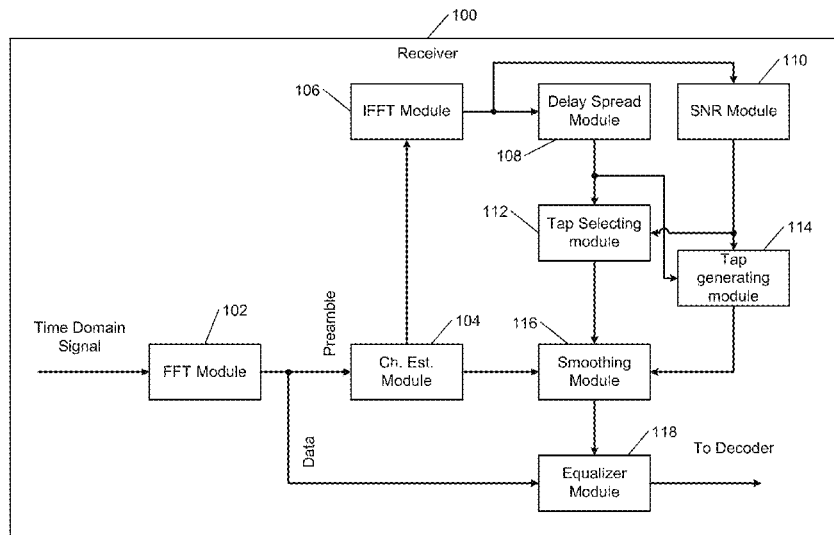 100
Receiver
110
106
IFFT Module
Delay Spread
Module
SNR Module
108
112
Tap Selecting
module
114
Tap
generating
module
Time Domain
Signal
102
FFT Module
Preamble
104
Ch. Est.
Module
116
Smoothing
Module
Data
118
Equalizer
Module
To Decoder